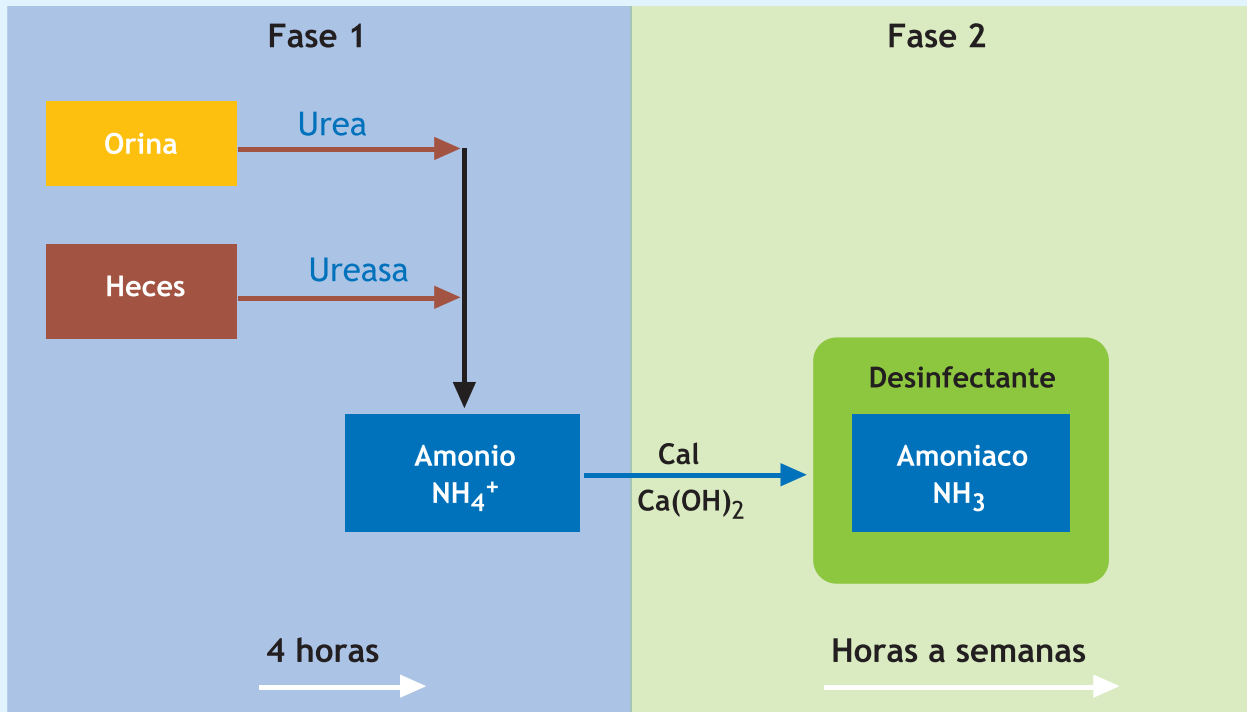 Fase 1
Fase 2
Orina
Urea
Heces
Ureasa
Amonio
NH₄⁺
Cal
Ca(OH)₂
Desinfectante
Amoniaco
NH₃
4 horas
Horas a semanas